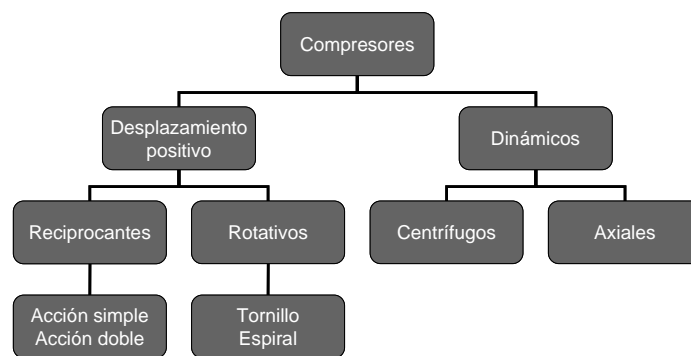 Compresores
Desplazamiento
positivo
Dinámicos
Reciprocantes
Rotativos
Centrífugos
Axiales
Acción simple
Acción doble
Tornillo
Espiral